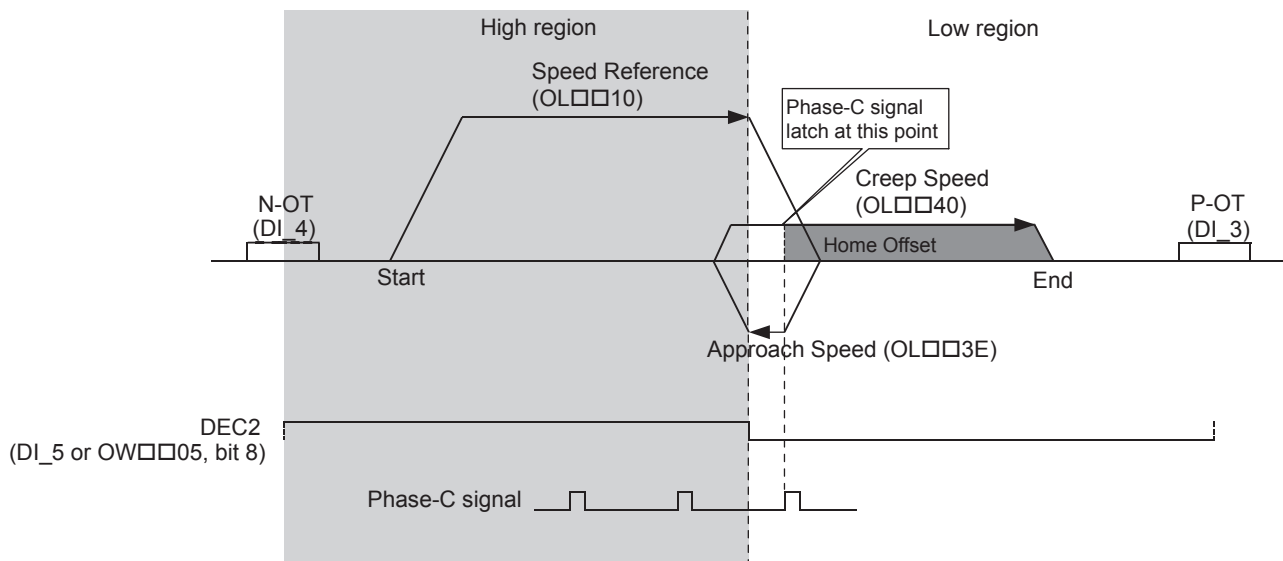 High region
Low region
Speed Reference
(OL□□10)
Phase-C signal
latch at this point
Creep Speed
(OL□□40)
N-OT
(DI_4)
P-OT
(DI_3)
Home Offset
Start
End
Approach Speed (OL□□3E)
DEC2
(DI_5 or OW□□05, bit 8)
Phase-C signal